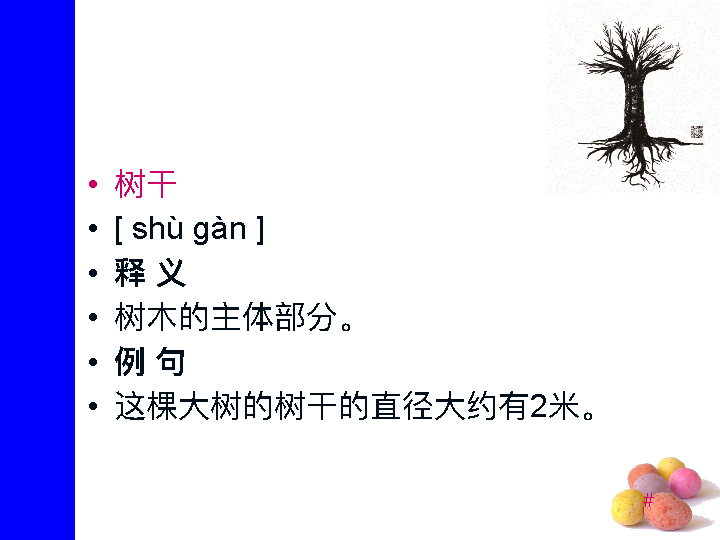 • 树干
• [ shù gàn ]
• 释 义
• 树木的主体部分。
• 例 句
• 这棵大树的树干的直径大约有2米。
#